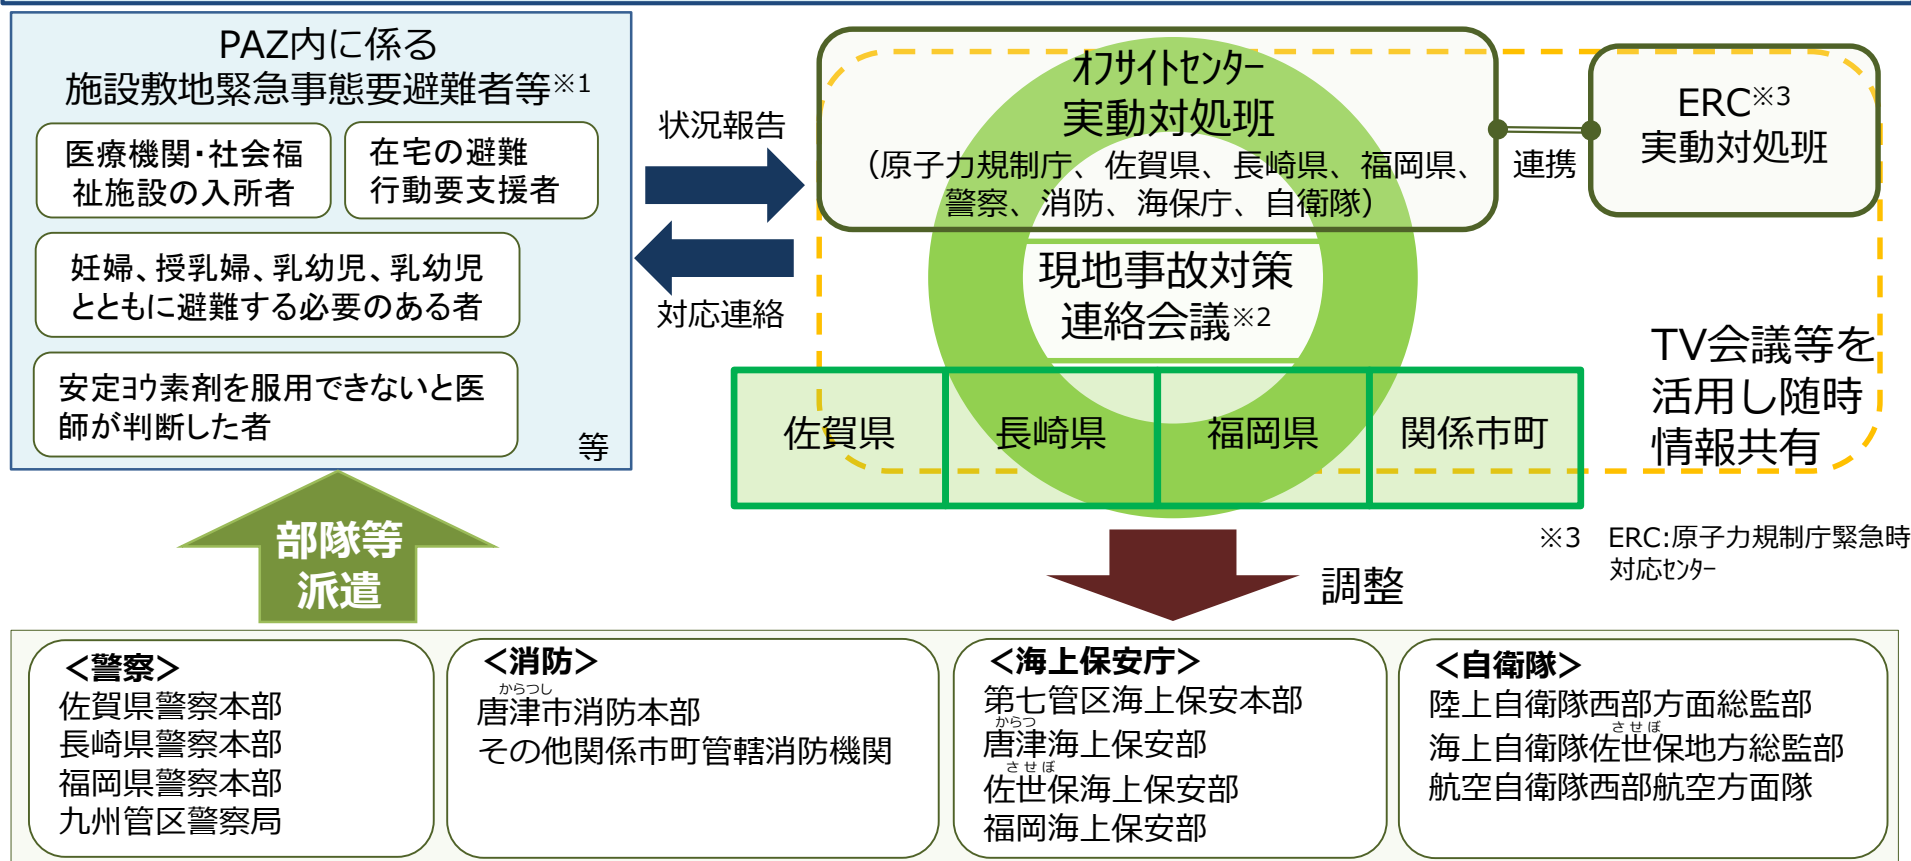 PAZ内に係る
施設敷地緊急事態要避難者等※1
医療機関・社会福
祉施設の入所者
在宅の避難
行動要支援者
妊婦、授乳婦、乳幼児、乳幼児
とともに避難する必要のある者
安定ﾖｳ素剤を服用できないと医
師が判断した者
等
状況報告
対応連絡
ｵﾌｻｲﾄｾﾝﾀｰ
実動対処班
（原子力規制庁、佐賀県、長崎県、福岡県、
警察、消防、海保庁、自衛隊）
連携
ERC※3
実動対処班
現地事故対策
連絡会議※2
TV会議等を
活用し随時
情報共有
佐賀県
長崎県
福岡県
関係市町
※3　ERC:原子力規制庁緊急時
対応ｾﾝﾀｰ
部隊等
派遣
調整
＜警察＞
佐賀県警察本部
長崎県警察本部
福岡県警察本部
九州管区警察局
＜消防＞
からつし
唐津市消防本部
その他関係市町管轄消防機関
＜海上保安庁＞
第七管区海上保安本部
からつ
唐津海上保安部
させぼ
佐世保海上保安部
福岡海上保安部
＜自衛隊＞
陸上自衛隊西部方面総監部
させぼ
海上自衛隊佐世保地方総監部
航空自衛隊西部航空方面隊